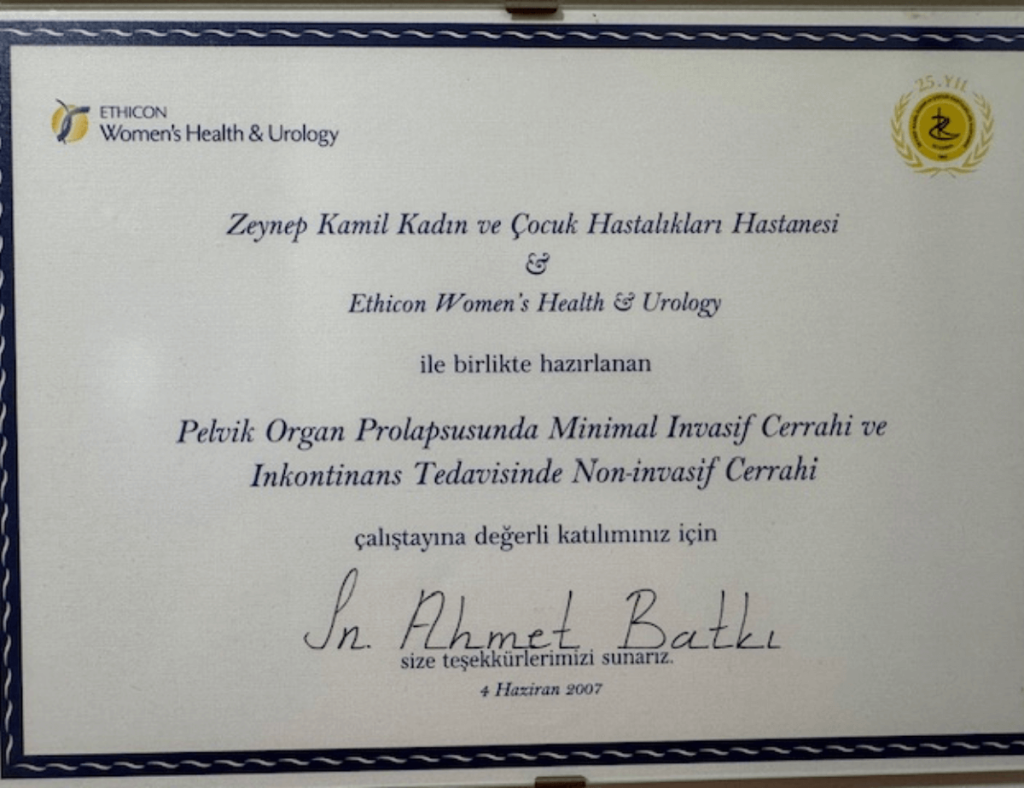 ETHICON
Women's Health & Urology
25.YIL
Zeynep Kamil Kadın ve Çocuk Hastalıkları Hastanesi
&
Ethicon Women's Health & Urology
ile birlikte hazırlanan
Pelvik Organ Prolapsusunda Minimal Invasif Cerrahi ve
Inkontinans Tedavisinde Non-invasif Cerrahi
çalıştayına değerli katılımınız için
Sn. Ahmet Batkı
size teşekkürlerimizi sunarız.
4 Haziran 2007